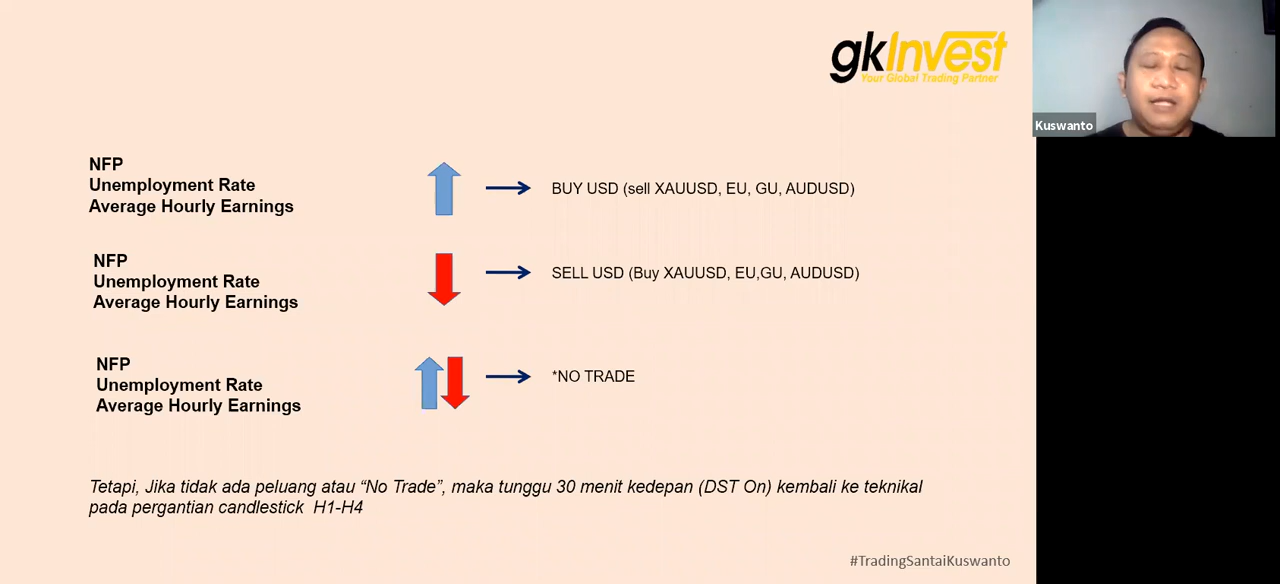 gkInvest
Your Global Trading Partner
Kuswanto
NFP
Unemployment Rate
Average Hourly Earnings
BUY USD (sell XAUUSD, EU, GU, AUDUSD)
NFP
Unemployment Rate
Average Hourly Earnings
SELL USD (Buy XAUUSD, EU,GU, AUDUSD)
NFP
Unemployment Rate
Average Hourly Earnings
*NO TRADE
Tetapi, Jika tidak ada peluang atau “No Trade”, maka tunggu 30 menit kedepan (DST On) kembali ke teknikal
pada pergantian candlestick  H1-H4
#TradingSantaiKuswanto